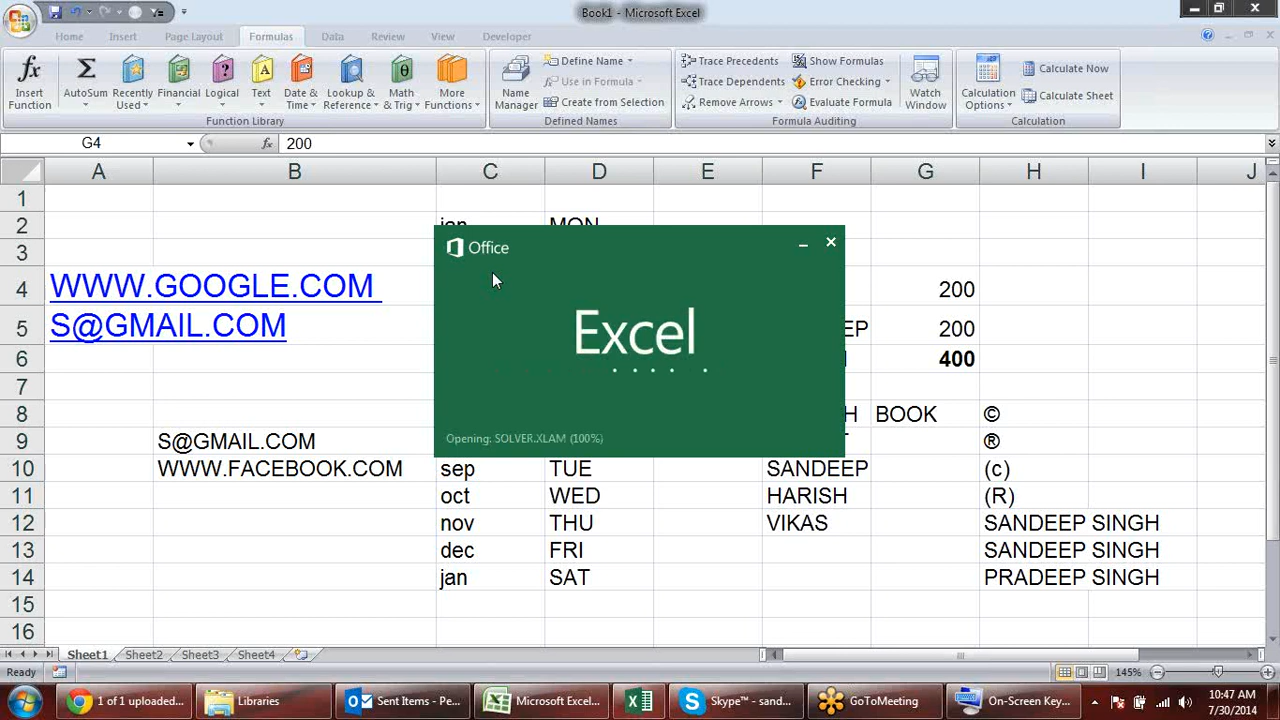 Book1 - Microsoft Excel
Home Insert Page Layout Formulas Data Review View Developer
Insert Function
AutoSum
Recently Used
Financial
Logical
Text
Date & Time
Lookup & Reference
Math & Trig
More Functions
Function Library
Name Manager
Define Name
Use in Formula
Create from Selection
Defined Names
Trace Precedents
Trace Dependents
Remove Arrows
Show Formulas
Error Checking
Evaluate Formula
Formula Auditing
Watch Window
Calculation Options
Calculate Now
Calculate Sheet
Calculation
G4 fx 200
A B C D E F G H I J
1
2 jan MON
3
4 WWW.GOOGLE.COM 200
5 S@GMAIL.COM EP 200
6 400
7
8 H BOOK ©
9 S@GMAIL.COM ®
10 WWW.FACEBOOK.COM sep TUE SANDEEP (c)
11 oct WED HARISH (R)
12 nov THU VIKAS SANDEEP SINGH
13 dec FRI SANDEEP SINGH
14 jan SAT PRADEEP SINGH
15
16
Office
Excel
Opening: SOLVER.XLAM (100%)
Sheet1 Sheet2 Sheet3 Sheet4
Ready 145%
1 of 1 uploaded... Libraries Sent Items - Pe... Microsoft Exce... Skype™ - sand... GoToMeeting On-Screen Key...
10:47 AM
7/30/2014